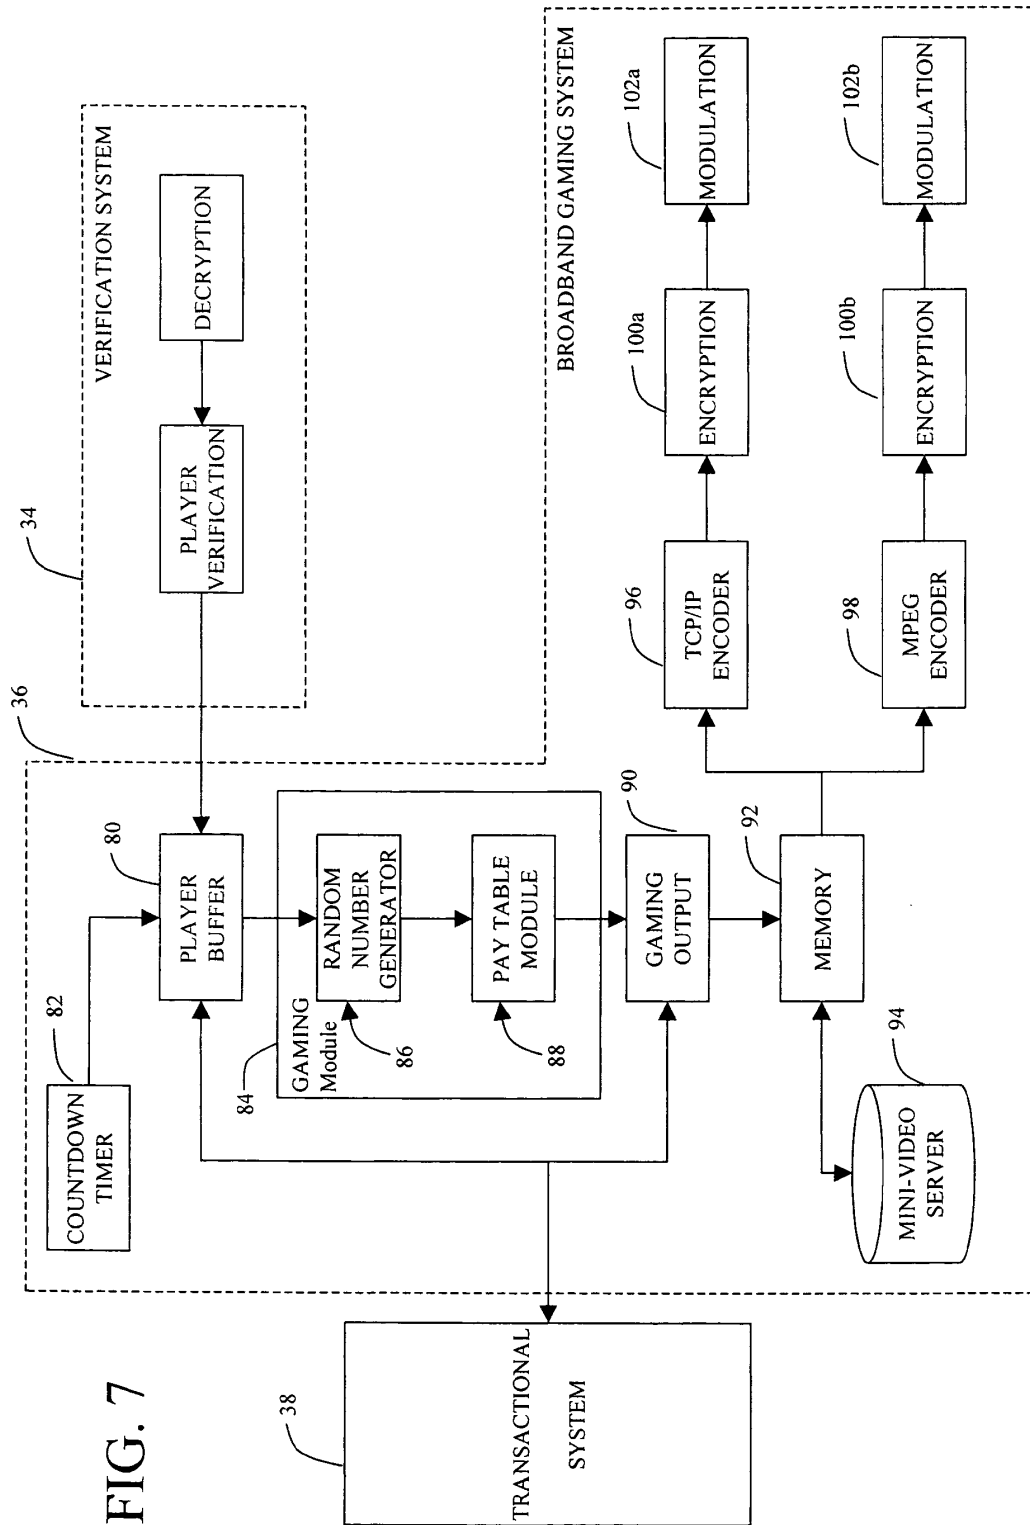 FIG. 7
38
TRANSACTIONAL
SYSTEM
36
34
VERIFICATION SYSTEM
PLAYER
VERIFICATION
DECRYPTION
82
COUNTDOWN
TIMER
80
PLAYER
BUFFER
84
GAMING
Module
RANDOM
NUMBER
GENERATOR
86
PAY TABLE
MODULE
88
90
GAMING
OUTPUT
92
MEMORY
94
MINI-VIDEO
SERVER
BROADBAND GAMING SYSTEM
96
TCP/IP
ENCODER
100a
ENCRYPTION
102a
MODULATION
98
MPEG
ENCODER
100b
ENCRYPTION
102b
MODULATION